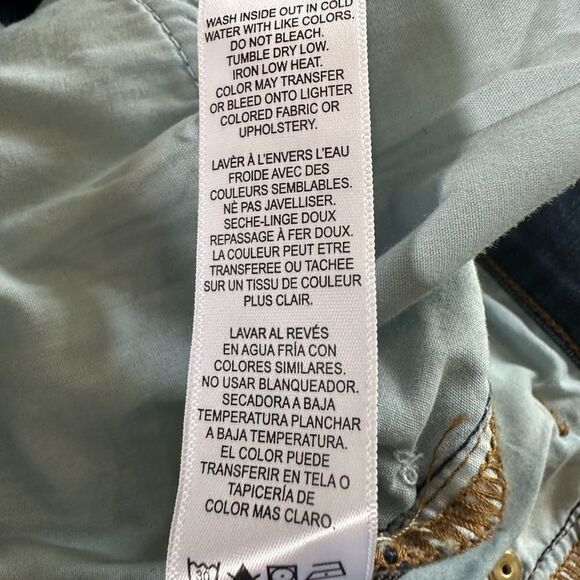 WASH INSIDE OUT IN COLD
WATER WITH LIKE COLORS.
DO NOT BLEACH.
TUMBLE DRY LOW.
IRON LOW HEAT.
COLOR MAY TRANSFER
OR BLEED ONTO LIGHTER
COLORED FABRIC OR
UPHOLSTERY.
LAVÈR À L'ENVERS L'EAU
FROIDE AVEC DES
COULEURS SEMBLABLES.
NÈ PAS JAVELLISER.
SECHE-LINGE DOUX
REPASSAGE À FER DOUX.
LA COULEUR PEUT ETRE
TRANSFEREE OU TACHEE
SUR UN TISSU DE COULEUR
PLUS CLAIR.
LAVAR AL REVÉS
EN AGUA FRÍA CON
COLORES SIMILARES.
NO USAR BLANQUEADOR.
SECADORA A BAJA
TEMPERATURA PLANCHAR
A BAJA TEMPERATURA.
EL COLOR PUEDE
TRANSFERIR EN TELA O
TAPICERÍA DE
COLOR MAS CLARO.
30